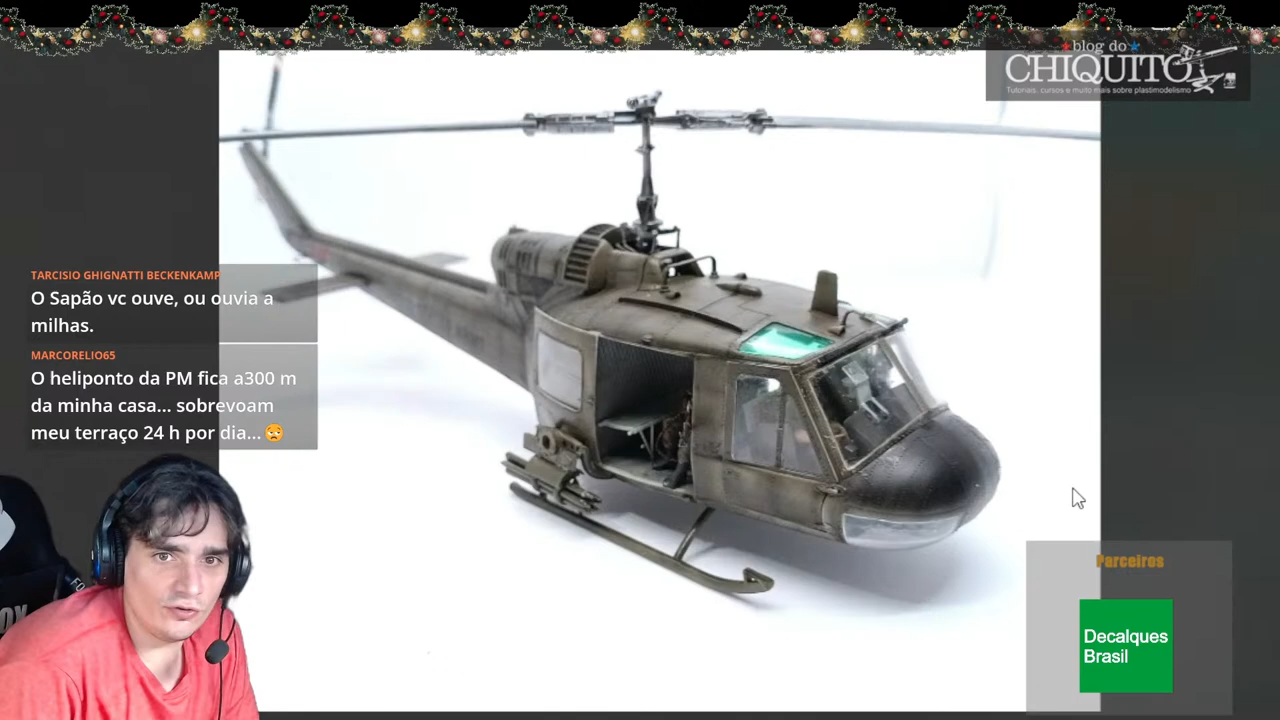 blog do
CHIQUITO
Tutoriais, cursos e muito mais sobre plastimodelismo
TARCISIO GHIGNATTI BECKENKAMP
O Sapão vc ouve, ou ouvia a
milhas.
MARCORELIO65
O heliponto da PM fica a300 m
da minha casa... sobrevoam
meu terraço 24 h por dia...😩
Parceiros
Decalques
Brasil